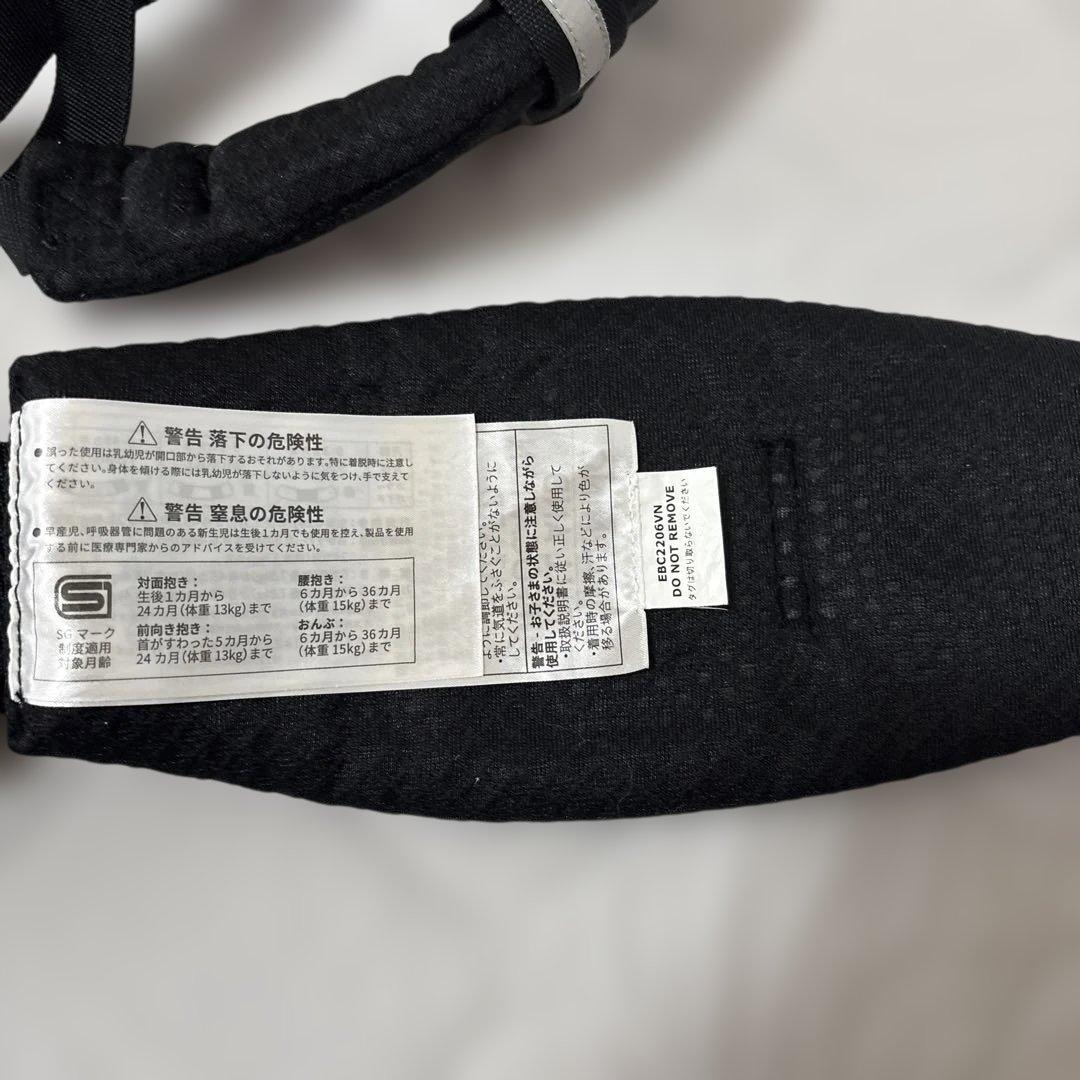 警告 落下の危険性
●誤った使用は乳幼児が開口部から落下するおそれがあります。特に着脱時に注意し
てください。身体を傾ける際には乳幼児が落下しないように気をつけ、手で支えて
ください。
警告 窒息の危険性
●早産児、呼吸器管に問題のある新生児は生後1カ月でも使用を控え、製品を使用
する前に医療専門家からのアドバイスを受けてください。
SG マーク
制度適用
対象月齢
対面抱き：
生後1カ月から
24カ月（体重 13kg）まで
前向き抱き：
首がすわった5カ月から
24カ月（体重 13kg）まで
腰抱き：
6カ月から 36カ月
（体重 15kg）まで
おんぶ：
6カ月から 36カ月
（体重 15kg）まで
ように調節してください。
・常に気道をふさぐことがないように
してください。
警告 - お子さまの状態に注意しながら
使用してください。
・取扱説明書に従い正しく使用して
ください。
・着用時の摩擦、汗などにより色が
移る場合があります。
EBC2206VN
DO NOT REMOVE
タグは切り取らないでください